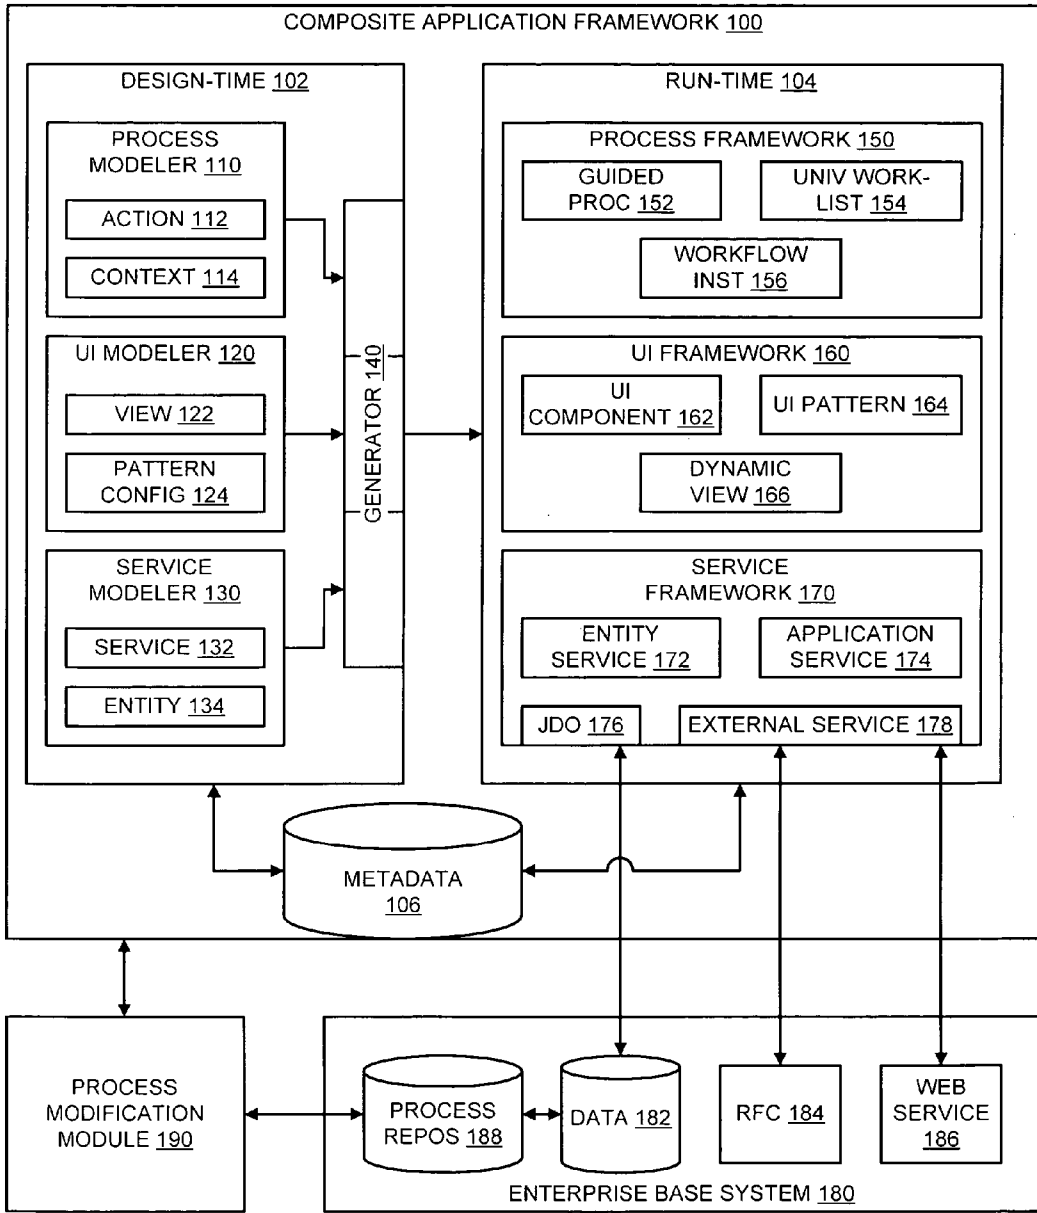 COMPOSITE APPLICATION FRAMEWORK 100
DESIGN-TIME 102
PROCESS
MODELER 110
ACTION 112
CONTEXT 114
UI MODELER 120
VIEW 122
PATTERN
CONFIG 124
SERVICE
MODELER 130
SERVICE 132
ENTITY 134
GENERATOR 140
RUN-TIME 104
PROCESS FRAMEWORK 150
GUIDED
PROC 152
UNIV WORK-
LIST 154
WORKFLOW
INST 156
UI FRAMEWORK 160
UI
COMPONENT 162
UI PATTERN 164
DYNAMIC
VIEW 166
SERVICE
FRAMEWORK 170
ENTITY
SERVICE 172
APPLICATION
SERVICE 174
JDO 176
EXTERNAL SERVICE 178
METADATA
106
PROCESS
MODIFICATION
MODULE 190
PROCESS
REPOS 188
DATA 182
RFC 184
WEB
SERVICE
186
ENTERPRISE BASE SYSTEM 180